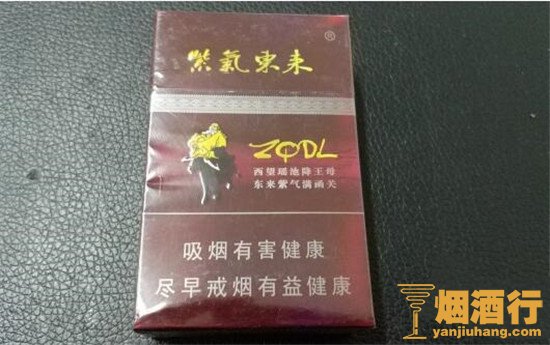 紫氣東来®
ZQDL
西望瑶池降王母
东来紫气满函关
吸烟有害健康
尽早戒烟有益健康
烟酒行
yanjiuhang.com